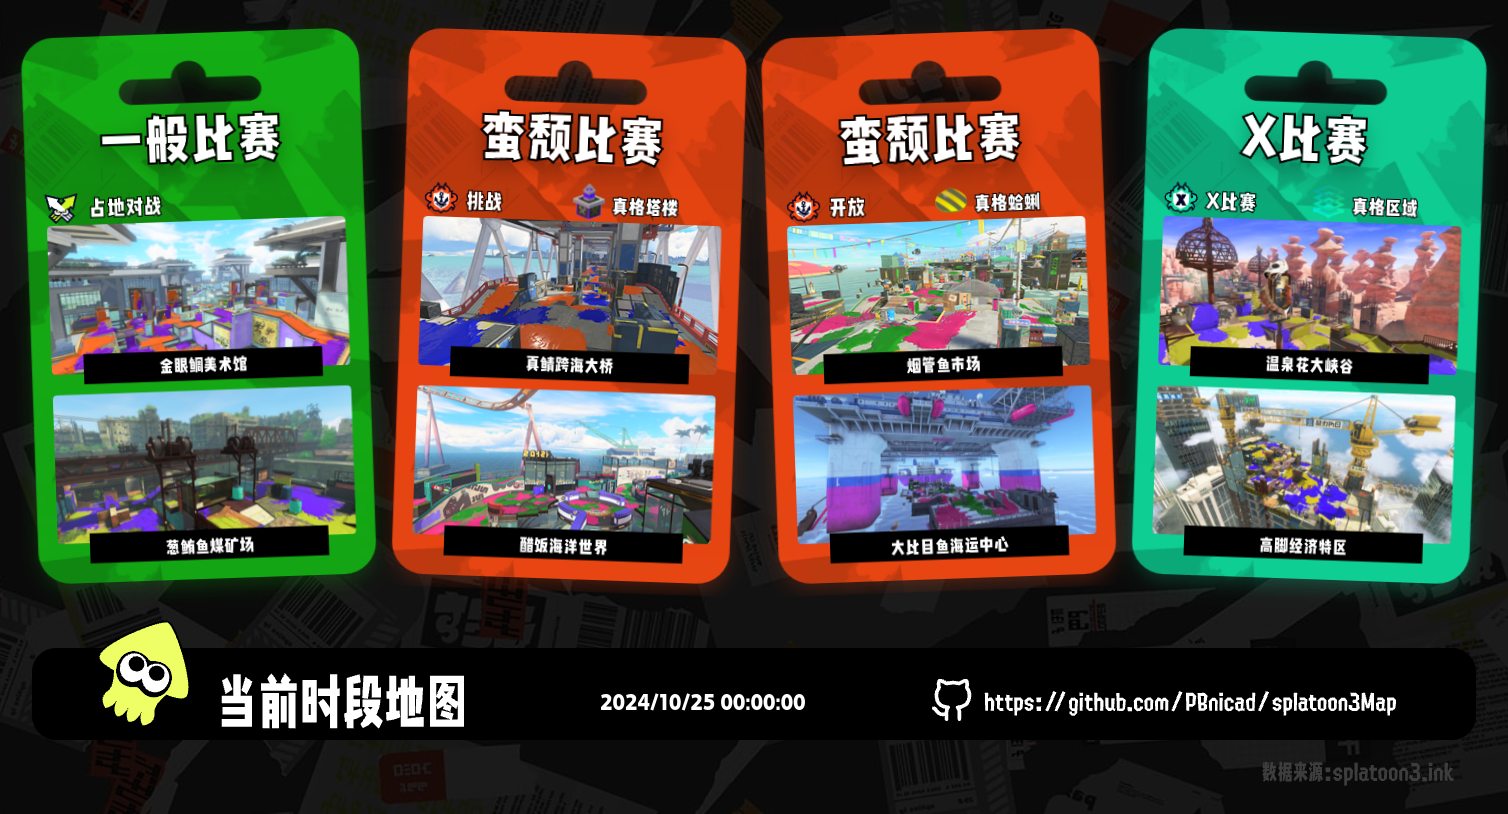 一般比赛
占地对战
金眼鲷美术馆
葱鲔鱼煤矿场
蛮颓比赛
挑战
真格塔楼
真鲭跨海大桥
醋饭海洋世界
蛮颓比赛
开放
真格蛤蜊
烟管鱼市场
大比目鱼海运中心
X比赛
X比赛
真格区域
温泉花大峡谷
高脚经济特区
当前时段地图
2024/10/25 00:00:00
https://github.com/PBnicad/splatoon3Map
数据来源:splatoon3.ink